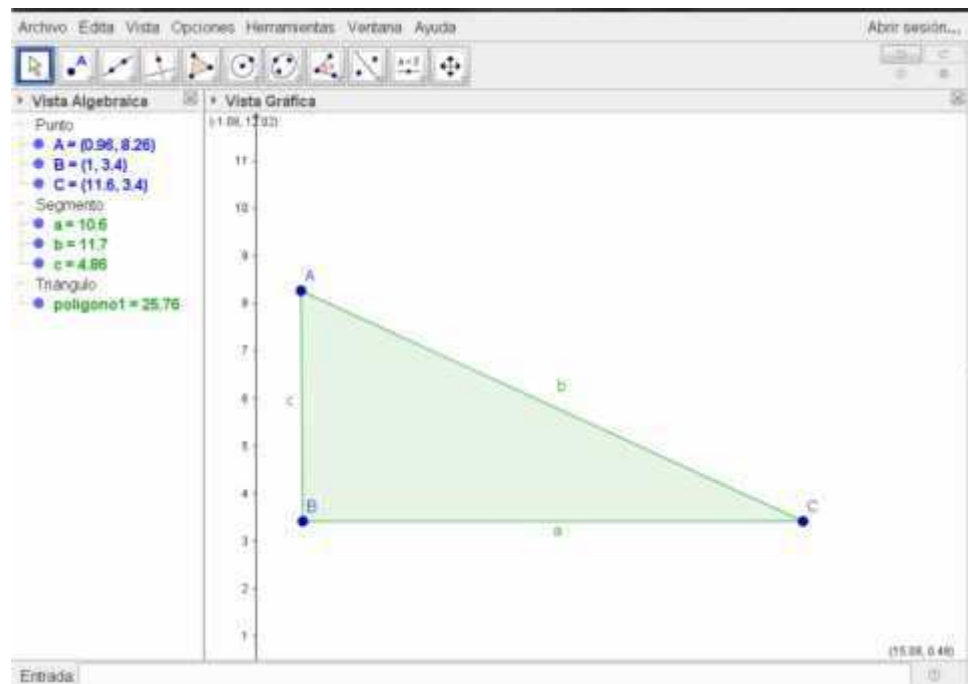 Archivo Edita Vista Opciones Herramientas Ventana Ayuda Abrir sesión...
Vista Algebraica
Vista Gráfica
Punto
A = (0.96, 8.26)
B = (1, 3.4)
C = (11.6, 3.4)
Segmento
a = 10.6
b = 11.7
c = 4.86
Triángulo
polígono1 = 25.76
11
10
9
8
7
6
5
4
3
2
1
A
b
c
B
C
a
(15.88, 0.48)
Entrada: